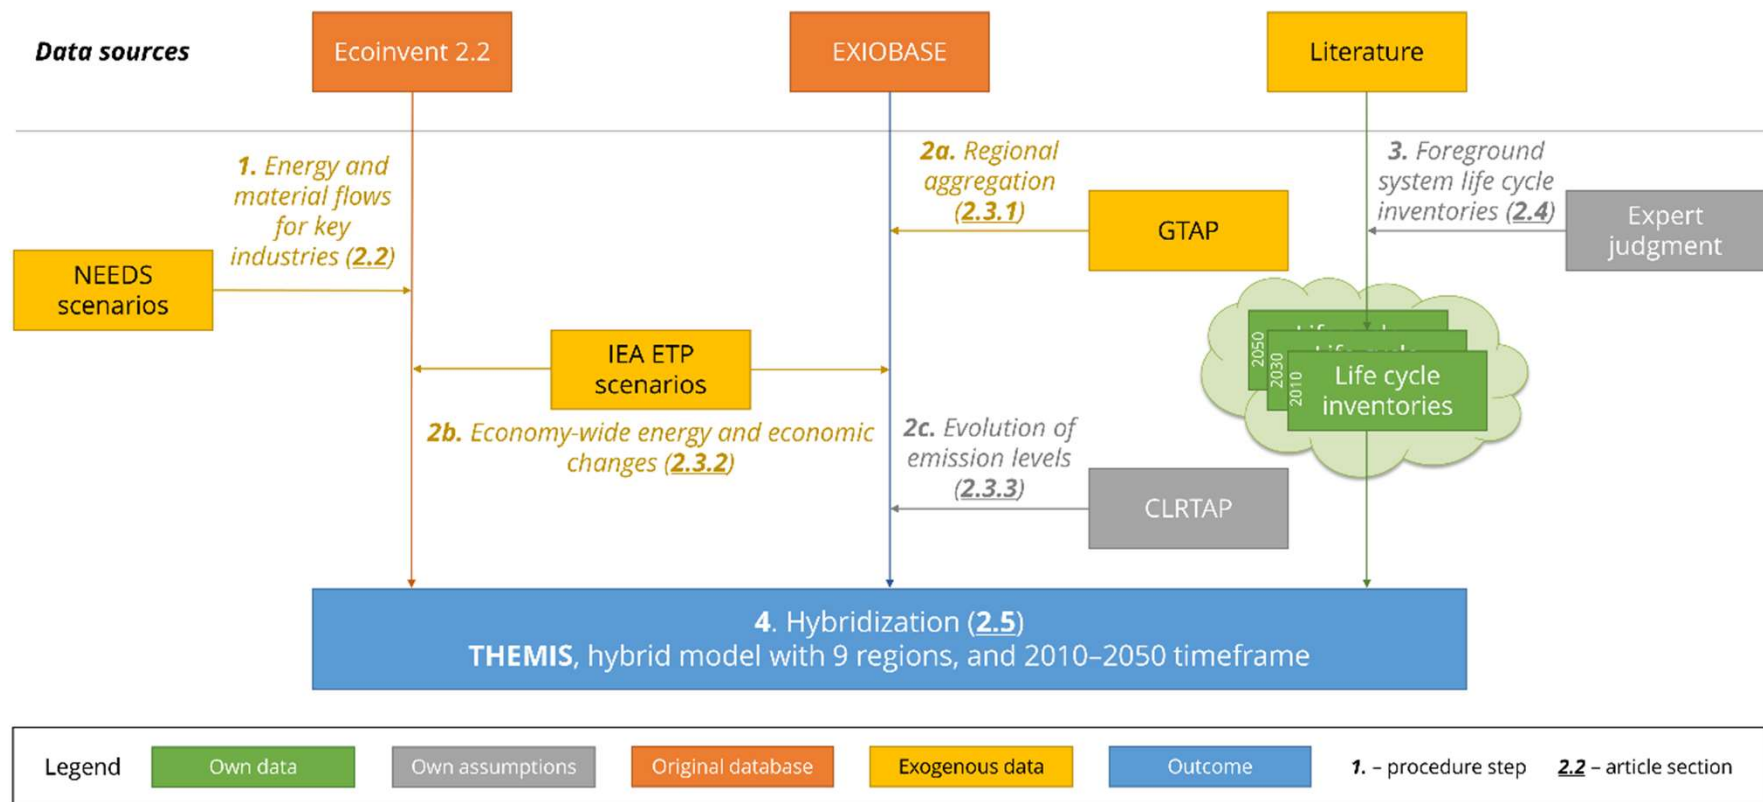 Data sources
Ecoinvent 2.2
EXIOBASE
Literature
1. Energy and
material flows
for key
industries (2.2)
NEEDS
scenarios
2a. Regional
aggregation
(2.3.1)
GTAP
3. Foreground
system life cycle
inventories (2.4)
Expert
judgment
IEA ETP
scenarios
2b. Economy-wide energy and economic
changes (2.3.2)
2c. Evolution of
emission levels
(2.3.3)
CLRTAP
2050
2030
2010
Life cycle
inventories
4. Hybridization (2.5)
THEMIS, hybrid model with 9 regions, and 2010–2050 timeframe
Legend
Own data
Own assumptions
Original database
Exogenous data
Outcome
1. – procedure step
2.2 – article section